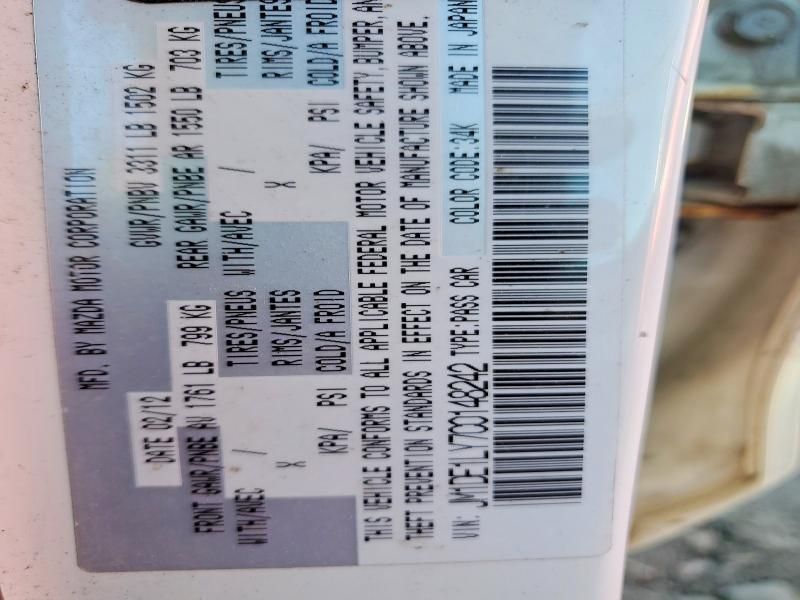 MFD. BY MAZDA MOTOR CORPORATION
DATE 02/12 GVWR/PNBV 3311 LB 1502 KG
FRONT GAWR/PNBE AV 1761 LB 799 KG REAR GAWR/PNBE AR 1550 LB 703 KG
WITH/AVEC / TIRES/PNEUS WITH/AVEC / TIRES/PNEUS
X RIMS/JANTES X RIMS/JANTES
KPA/ PSI COLD/A FROID KPA/ PSI COLD/A FROID
THIS VEHICLE CONFORMS TO ALL APPLICABLE FEDERAL MOTOR VEHICLE SAFETY, BUMPER, AN
THEFT PREVENTION STANDARDS IN EFFECT ON THE DATE OF MANUFACTURE SHOWN ABOVE.
VIN: JM1DE1LY7C0148242 TYPE:PASS CAR COLOR CODE:34K MADE IN JAPAN